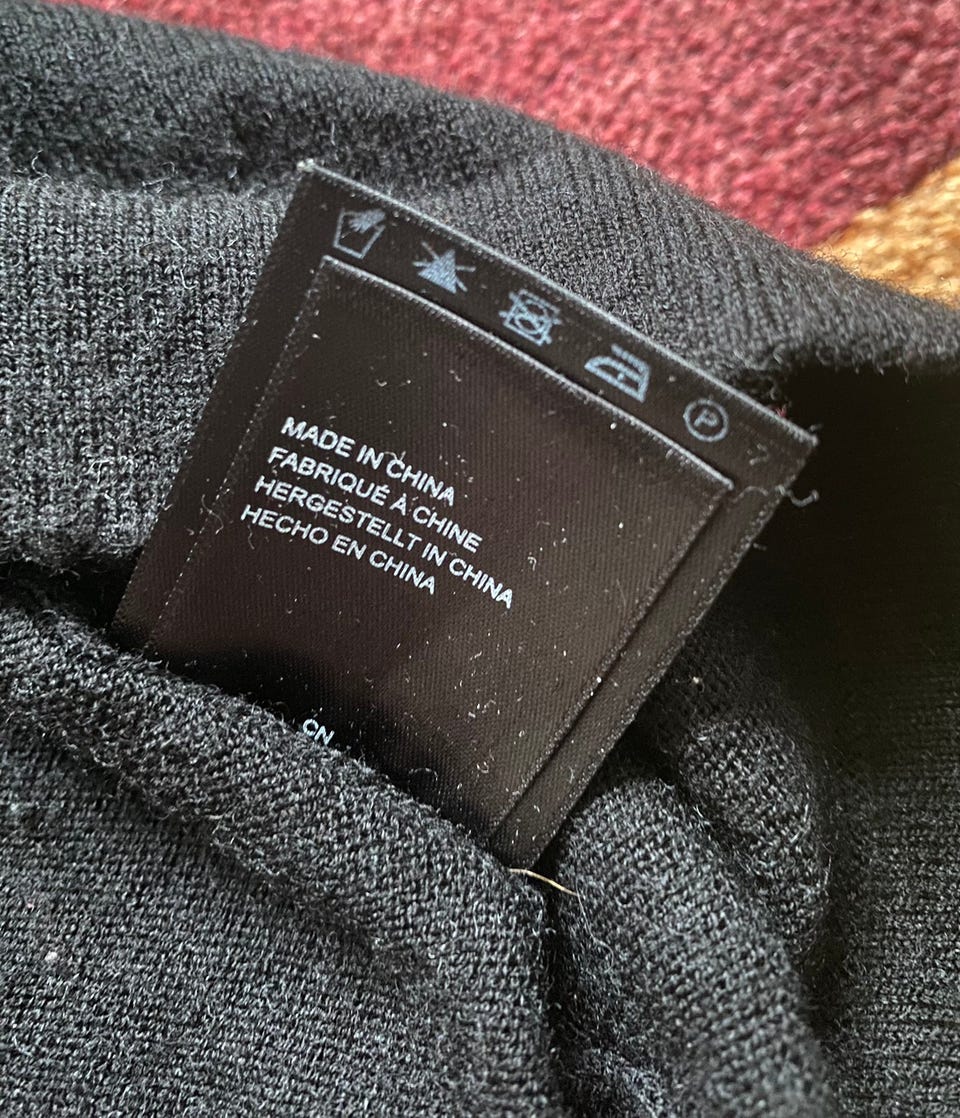 P
MADE IN CHINA
FABRIQUÉ À CHINE
HERGESTELLT IN CHINA
HECHO EN CHINA
CN